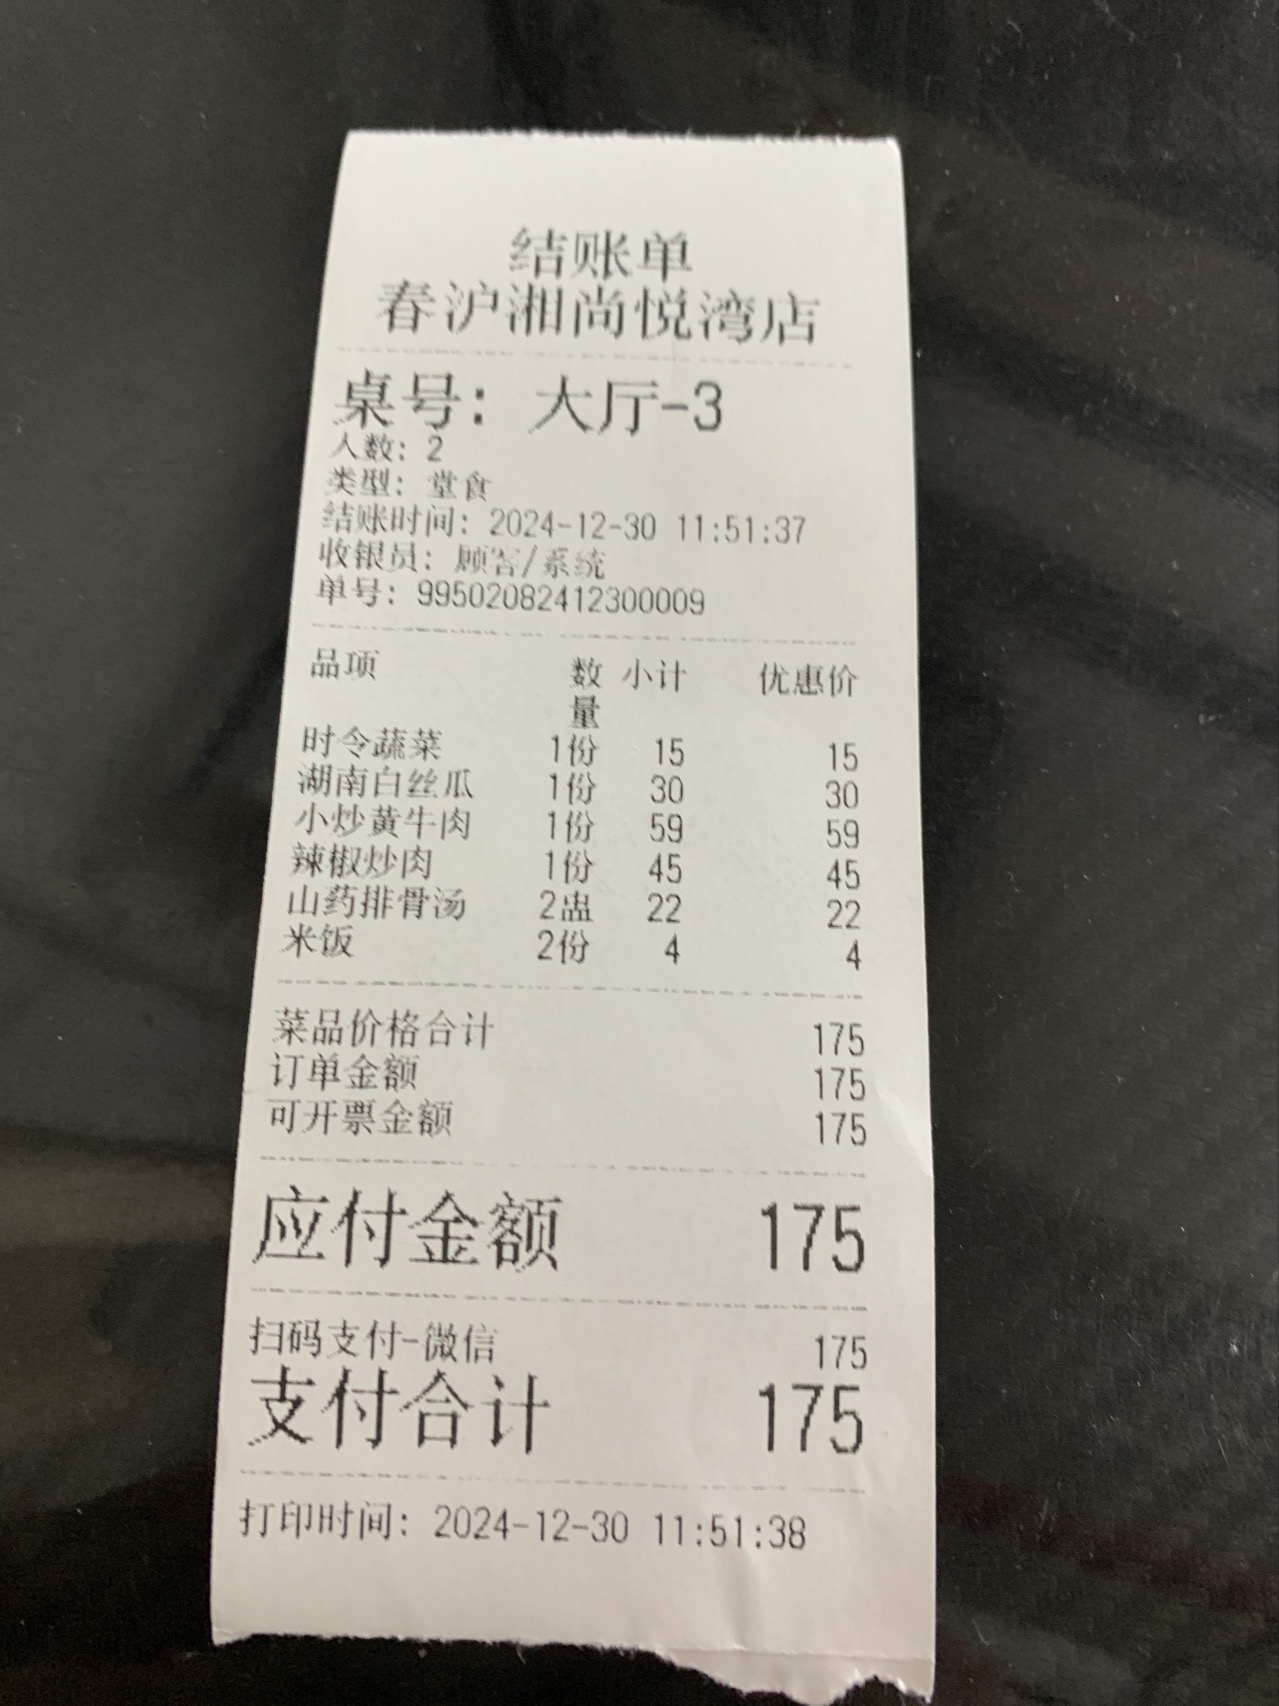 结账单
春沪湘尚悦湾店
桌号: 大厅-3
人数: 2
类型: 堂食
结账时间: 2024-12-30 11:51:37
收银员: 顾客/系统
单号: 99502082412300009
品项 数量 小计 优惠价
时令蔬菜 1份 15 15
湖南白丝瓜 1份 30 30
小炒黄牛肉 1份 59 59
辣椒炒肉 1份 45 45
山药排骨汤 2盅 22 22
米饭 2份 4 4
菜品价格合计 175
订单金额 175
可开票金额 175
应付金额 175
扫码支付-微信 175
支付合计 175
打印时间: 2024-12-30 11:51:38